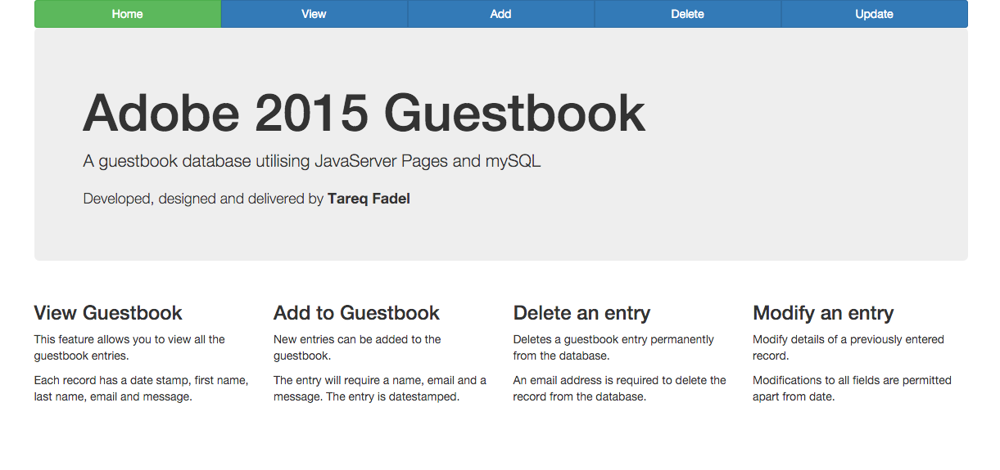 Home View Add Delete Update
Adobe 2015 Guestbook
A guestbook database utilising JavaServer Pages and mySQL
Developed, designed and delivered by Tareq Fadel
View Guestbook
This feature allows you to view all the
guestbook entries.
Each record has a date stamp, first name,
last name, email and message.
Add to Guestbook
New entries can be added to the
guestbook.
The entry will require a name, email and a
message. The entry is datestamped.
Delete an entry
Deletes a guestbook entry permanently
from the database.
An email address is required to delete the
record from the database.
Modify an entry
Modify details of a previously entered
record.
Modifications to all fields are permitted
apart from date.